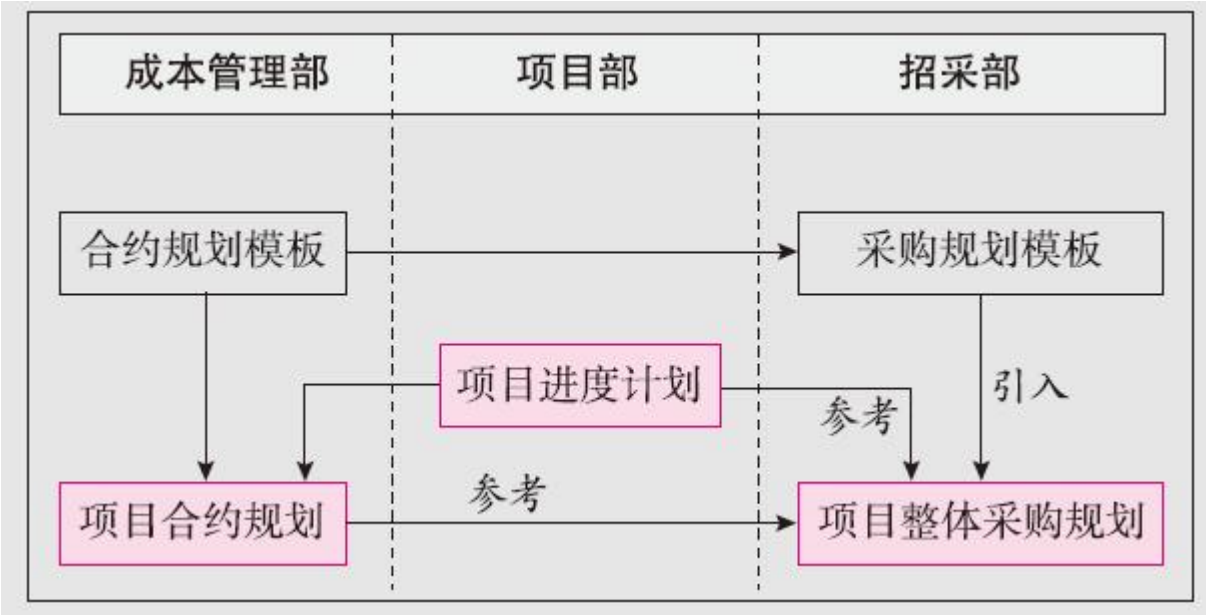 成本管理部
项目部
招采部
合约规划模板
采购规划模板
项目进度计划
引入
参考
参考
项目合约规划
项目整体采购规划